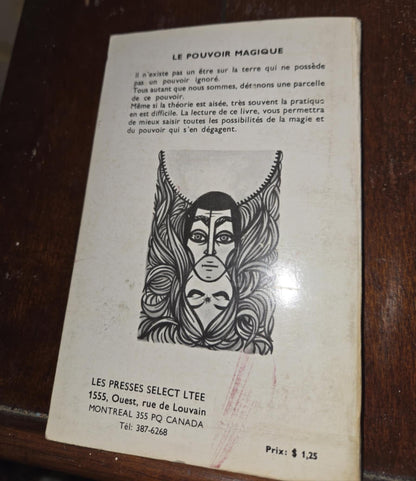 LE POUVOIR MAGIQUE
Il n'existe pas un être sur la terre qui ne possède
pas un pouvoir ignoré.
Tous autant que nous sommes, détenons une parcelle
de ce pouvoir.
Même si la théorie est aisée, très souvent la pratique
en est difficile. La lecture de ce livre, vous permettra
de mieux saisir toutes les possibilités de la magie et
du pouvoir qui s'en dégagent.
LES PRESSES SELECT LTEE
1555, Ouest, rue de Louvain
MONTREAL 355 PQ CANADA
Tél: 387-6268
Prix: $ 1,25